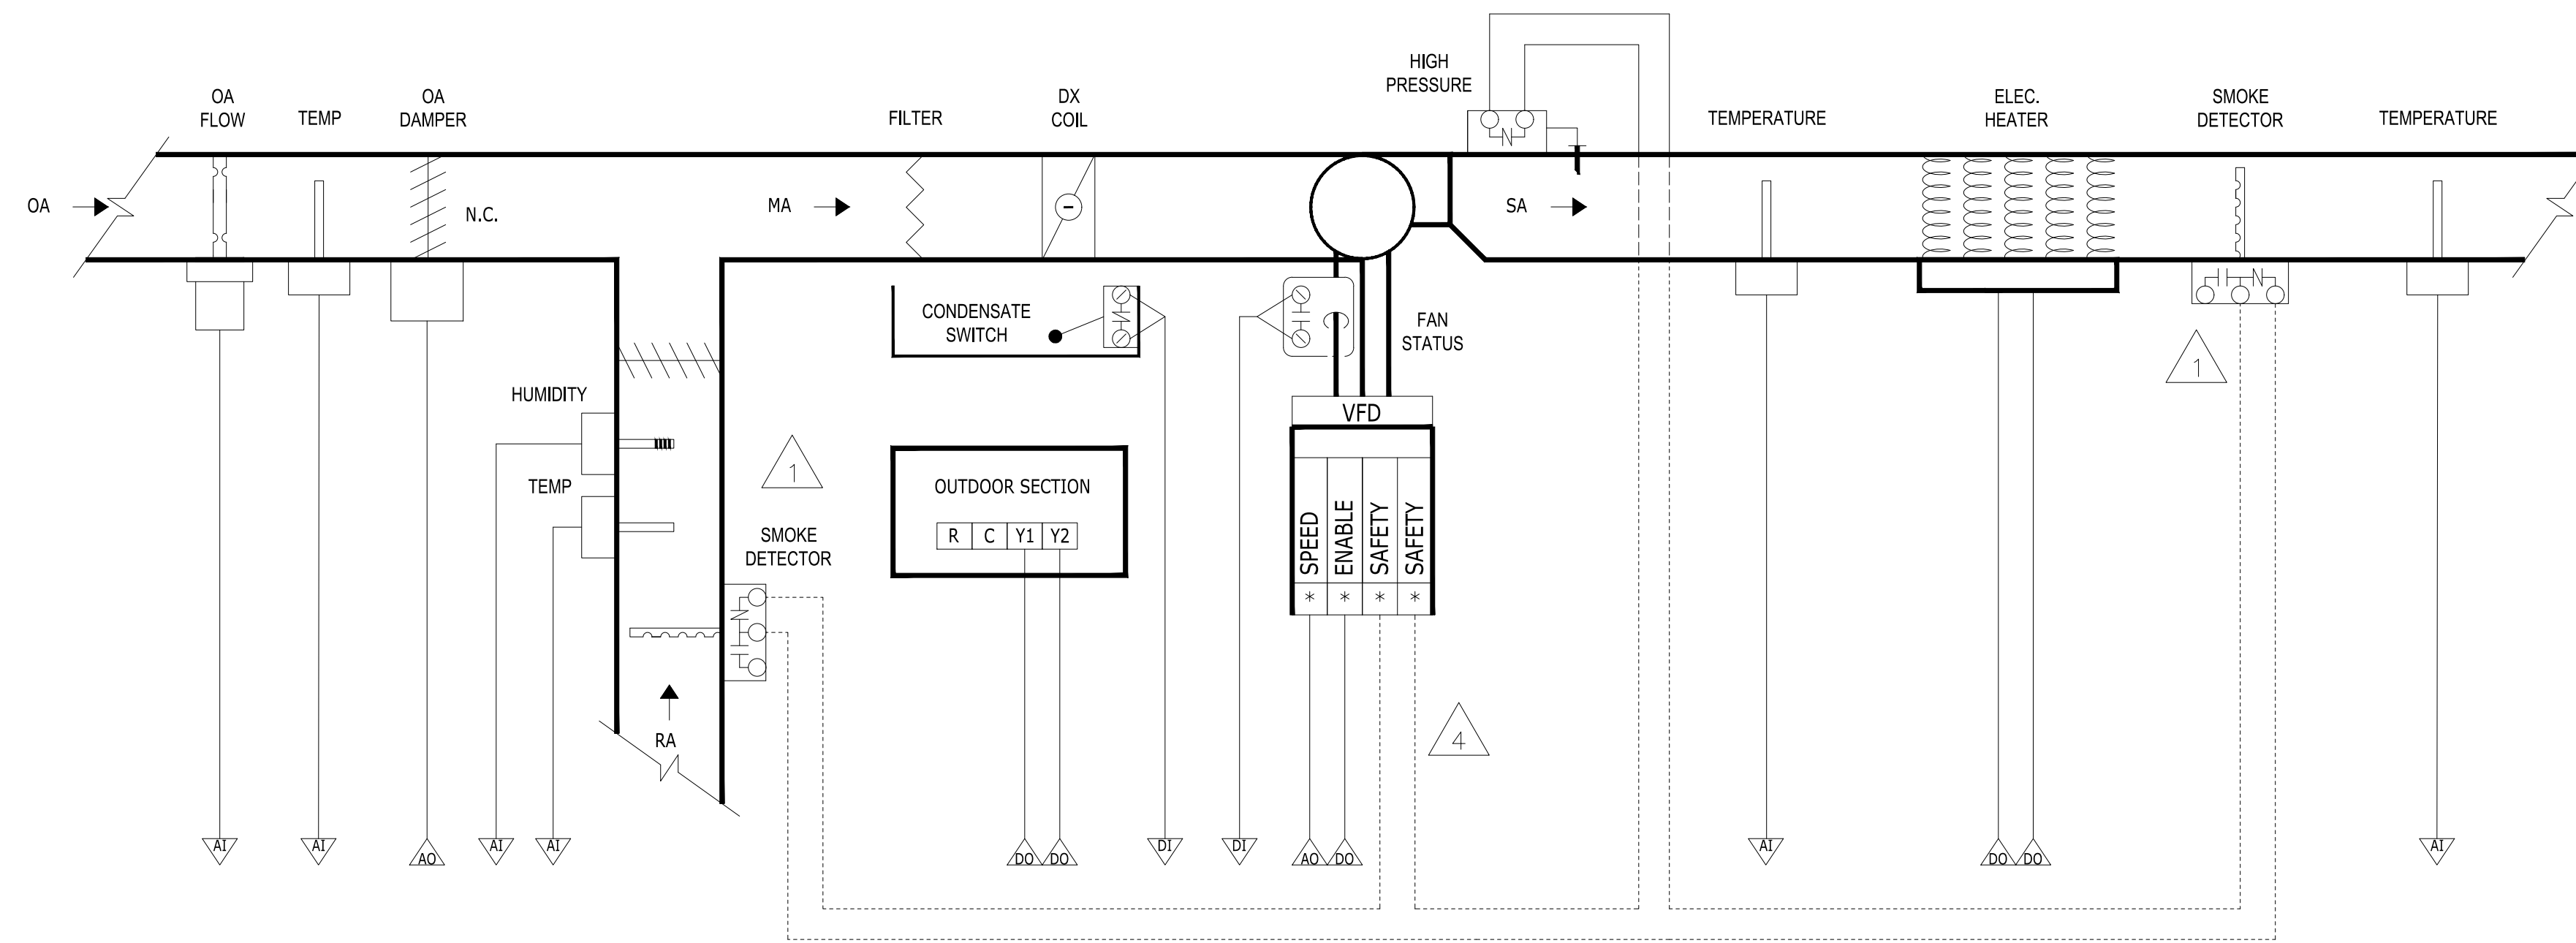 HIGH
PRESSURE
OA
FLOW
TEMP
OA
DAMPER
FILTER
DX
COIL
TEMPERATURE
ELEC.
HEATER
SMOKE
DETECTOR
TEMPERATURE
N
OA
N.C.
MA
-
SA
N
CONDENSATE
SWITCH
N
FAN
STATUS
1
HUMIDITY
VFD
1
TEMP
OUTDOOR SECTION
R C Y1 Y2
SMOKE
DETECTOR
N
SPEED
ENABLE
SAFETY
SAFETY
* * * *
RA
4
AI
AI
AO
AI
AI
DO
DO
DI
DI
AO
DO
AI
DO
DO
AI